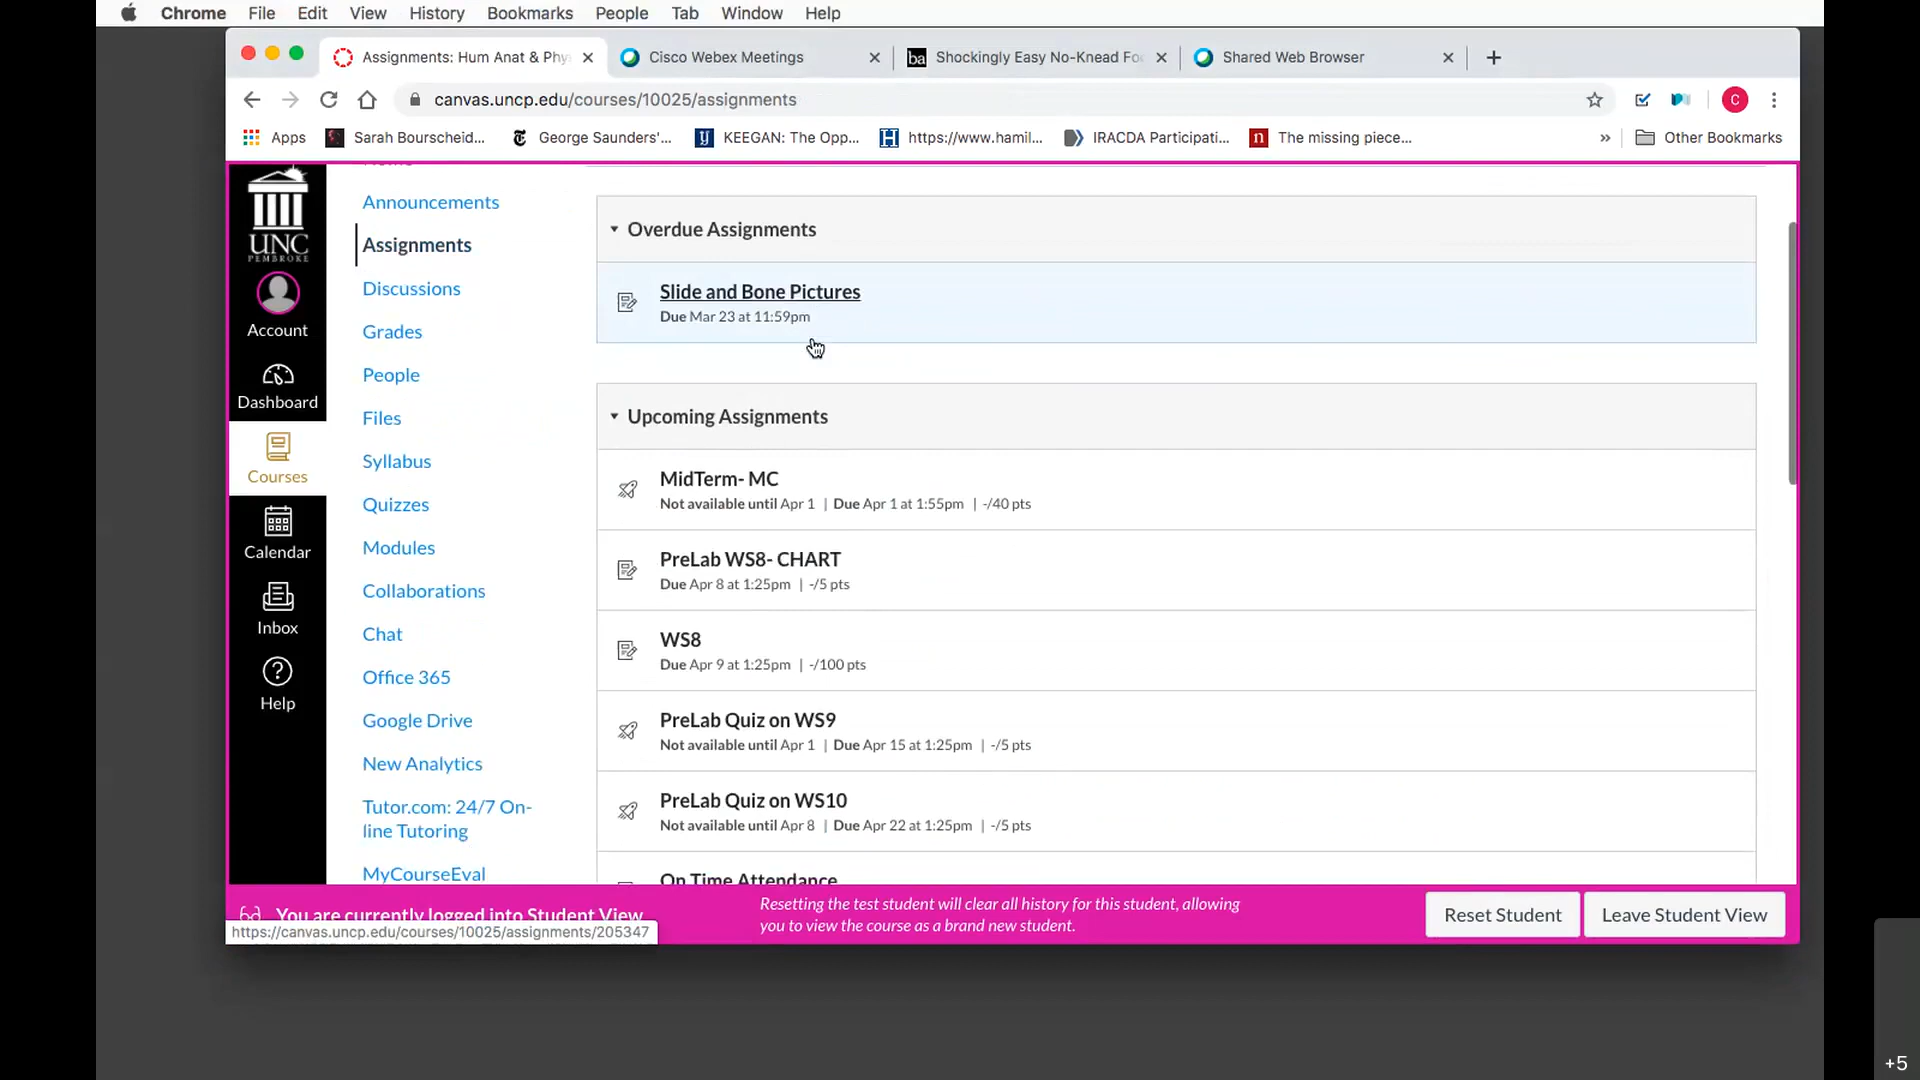 Chrome File Edit View History Bookmarks People Tab Window Help
Assignments: Hum Anat & Phy
Cisco Webex Meetings
ba
Shockingly Easy No-Knead Fo
Shared Web Browser
canvas.uncp.edu/courses/10025/assignments
C
Apps
Sarah Bourscheid...
George Saunders'...
KEEGAN: The Opp...
https://www.hamil...
IRACDA Participati...
The missing piece...
»
Other Bookmarks
UNC
PEMBROKE
Account
Dashboard
Courses
Calendar
Inbox
Help
Announcements
Assignments
Discussions
Grades
People
Files
Syllabus
Quizzes
Modules
Collaborations
Chat
Office 365
Google Drive
New Analytics
Tutor.com: 24/7 On-
line Tutoring
MyCourseEval
Overdue Assignments
Slide and Bone Pictures
Due Mar 23 at 11:59pm
Upcoming Assignments
MidTerm- MC
Not available until Apr 1 | Due Apr 1 at 1:55pm | -/40 pts
PreLab WS8- CHART
Due Apr 8 at 1:25pm | -/5 pts
WS8
Due Apr 9 at 1:25pm | -/100 pts
PreLab Quiz on WS9
Not available until Apr 1 | Due Apr 15 at 1:25pm | -/5 pts
PreLab Quiz on WS10
Not available until Apr 8 | Due Apr 22 at 1:25pm | -/5 pts
On Time Attendance
You are currently logged into Student View
https://canvas.uncp.edu/courses/10025/assignments/205347
Resetting the test student will clear all history for this student, allowing
you to view the course as a brand new student.
Reset Student
Leave Student View
+5